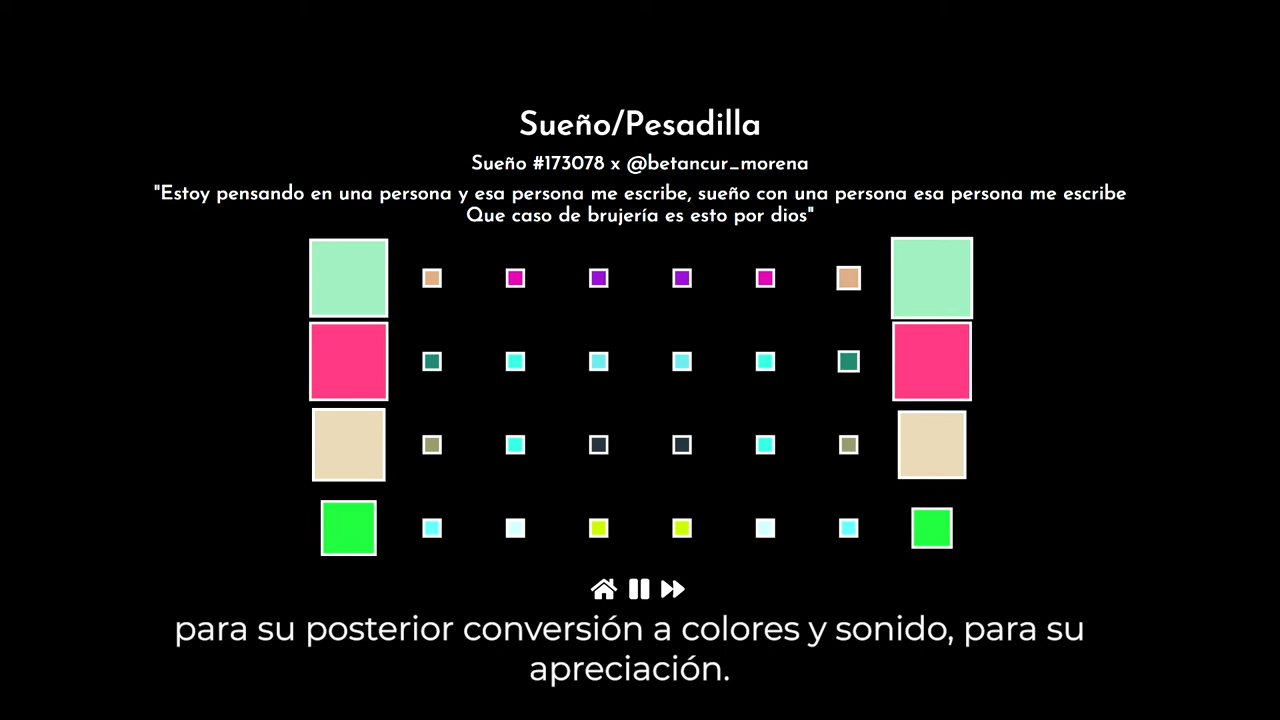 Sueño/Pesadilla
Sueño #173078 x @betancur_morena
"Estoy pensando en una persona y esa persona me escribe, sueño con una persona esa persona me escribe
Que caso de brujería es esto por dios"
para su posterior conversión a colores y sonido, para su
apreciación.